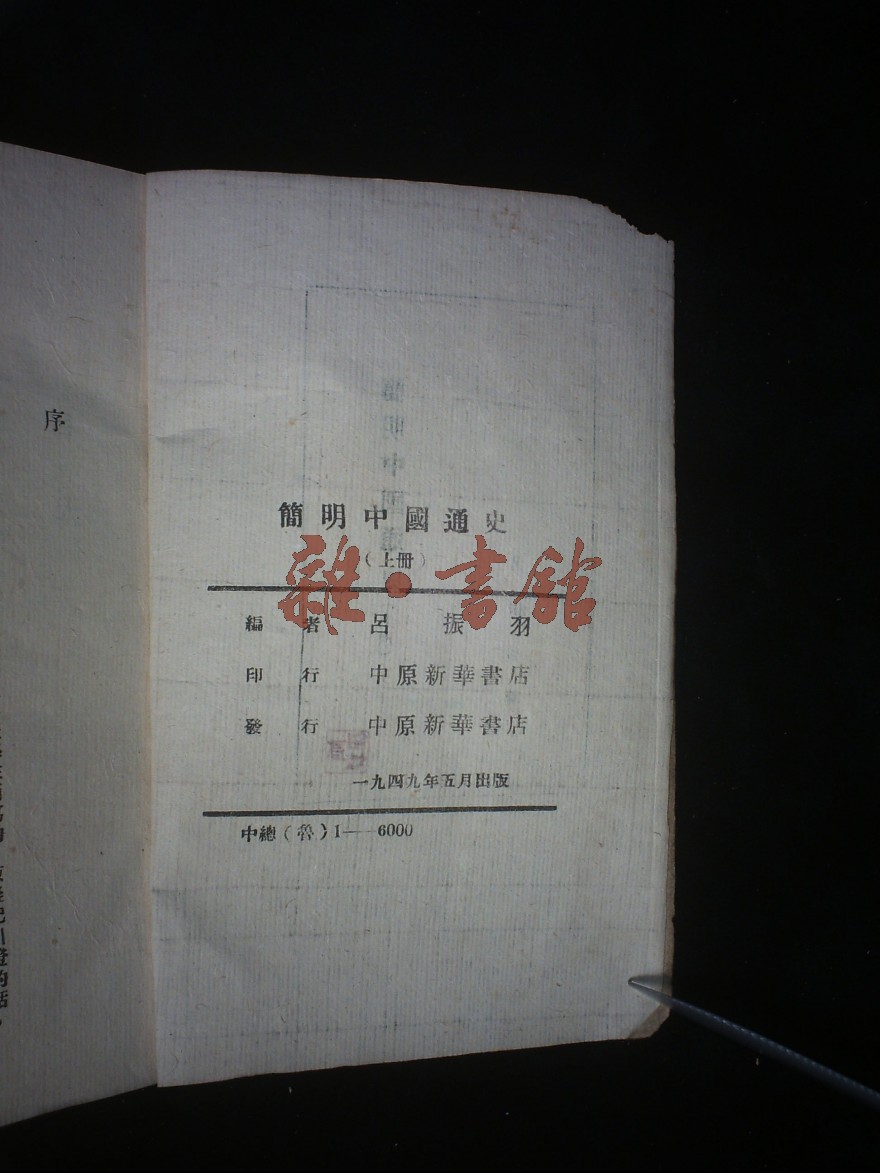 簡明中國通史
（上册）
雜·書館
編者 呂振羽
印行 中原新華書店
發行 中原新華書店
一九四九年五月出版
中總（魯）1——6000
序